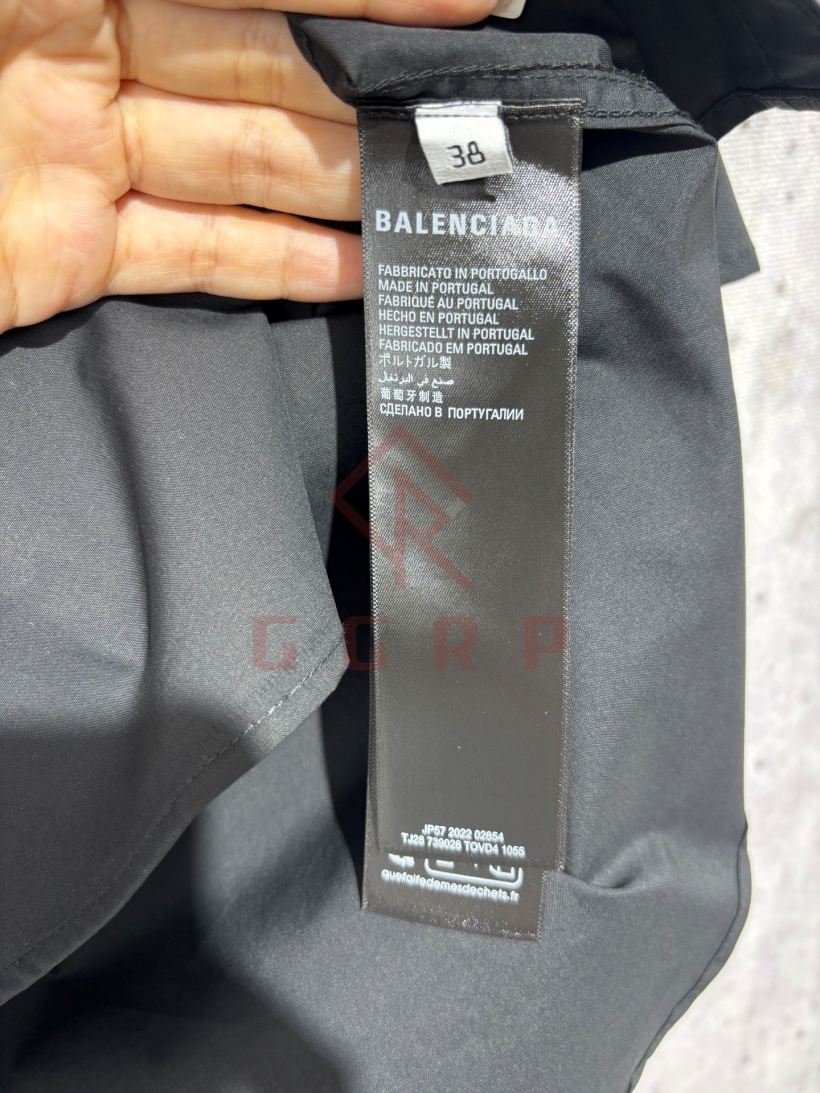 38
BALENCIAGA
FABBRICATO IN PORTOGALLO
MADE IN PORTUGAL
FABRIQUÉ AU PORTUGAL
HECHO EN PORTUGAL
HERGESTELLT IN PORTUGAL
FABRICADO EM PORTUGAL
ポルトガル製
صنع في البرتغال
葡萄牙制造
СДЕЛАНО В ПОРТУГАЛИИ
GGRP
JP57 2022 02854
TJ28 739028 TOVD4 1055
quefairedemesdechets.fr